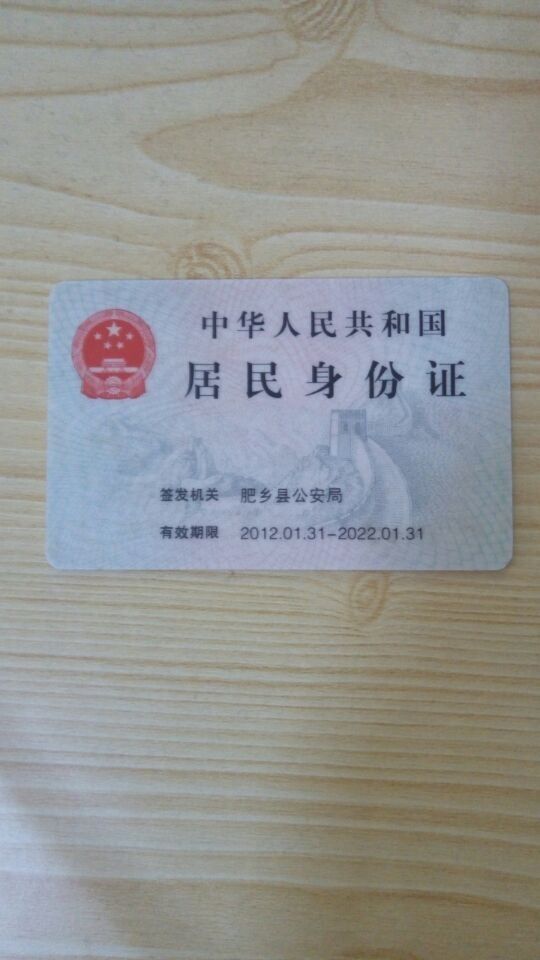 中华人民共和国
居民身份证
签发机关 肥乡县公安局
有效期限 2012.01.31-2022.01.31